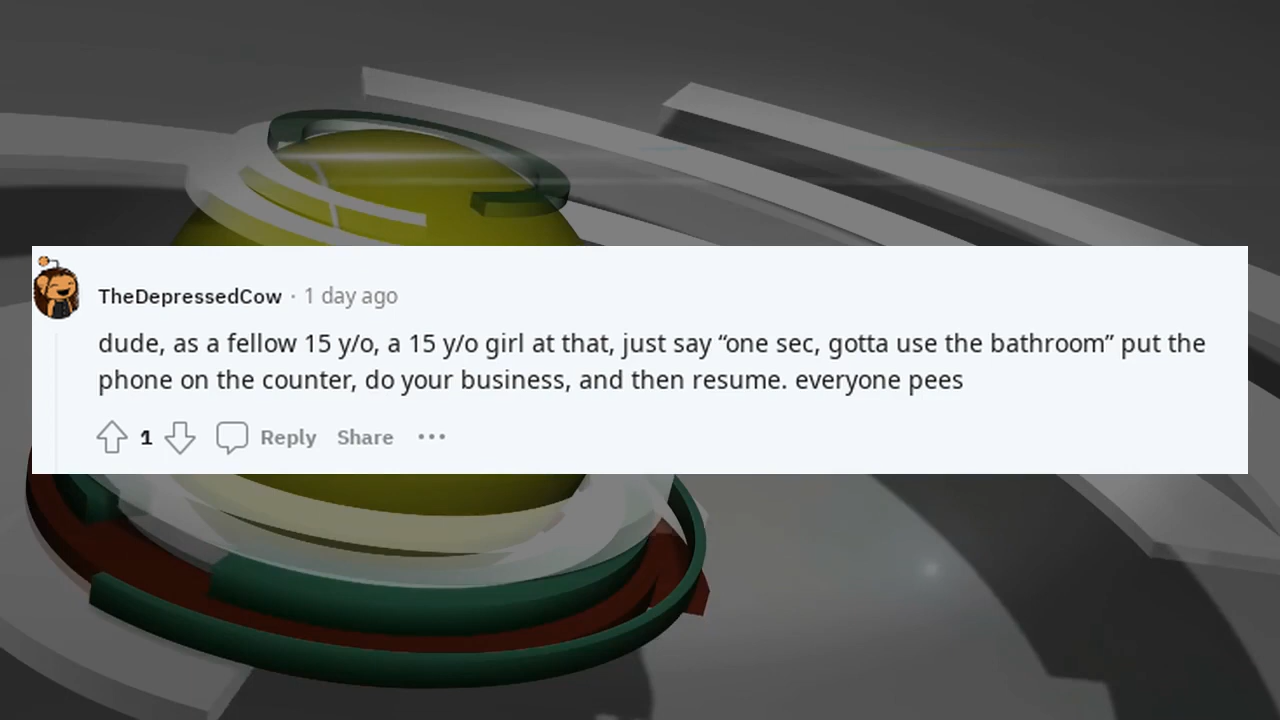 TheDepressedCow · 1 day ago
dude, as a fellow 15 y/o, a 15 y/o girl at that, just say “one sec, gotta use the bathroom” put the
phone on the counter, do your business, and then resume. everyone pees
1 Reply Share ···